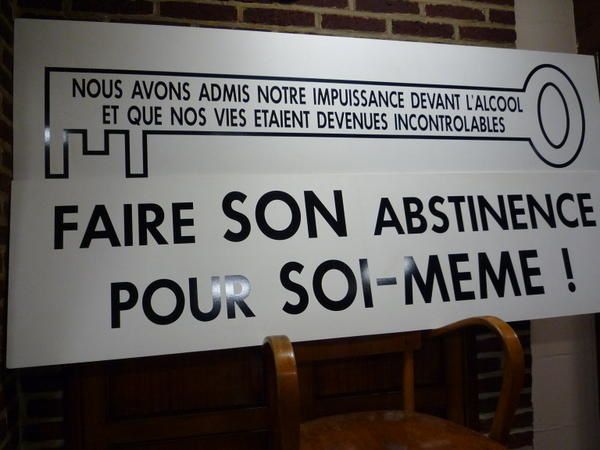 NOUS AVONS ADMIS NOTRE IMPUISSANCE DEVANT L'ALCOOL
ET QUE NOS VIES ETAIENT DEVENUES INCONTROLABLES
FAIRE SON ABSTINENCE
POUR SOI-MEME !